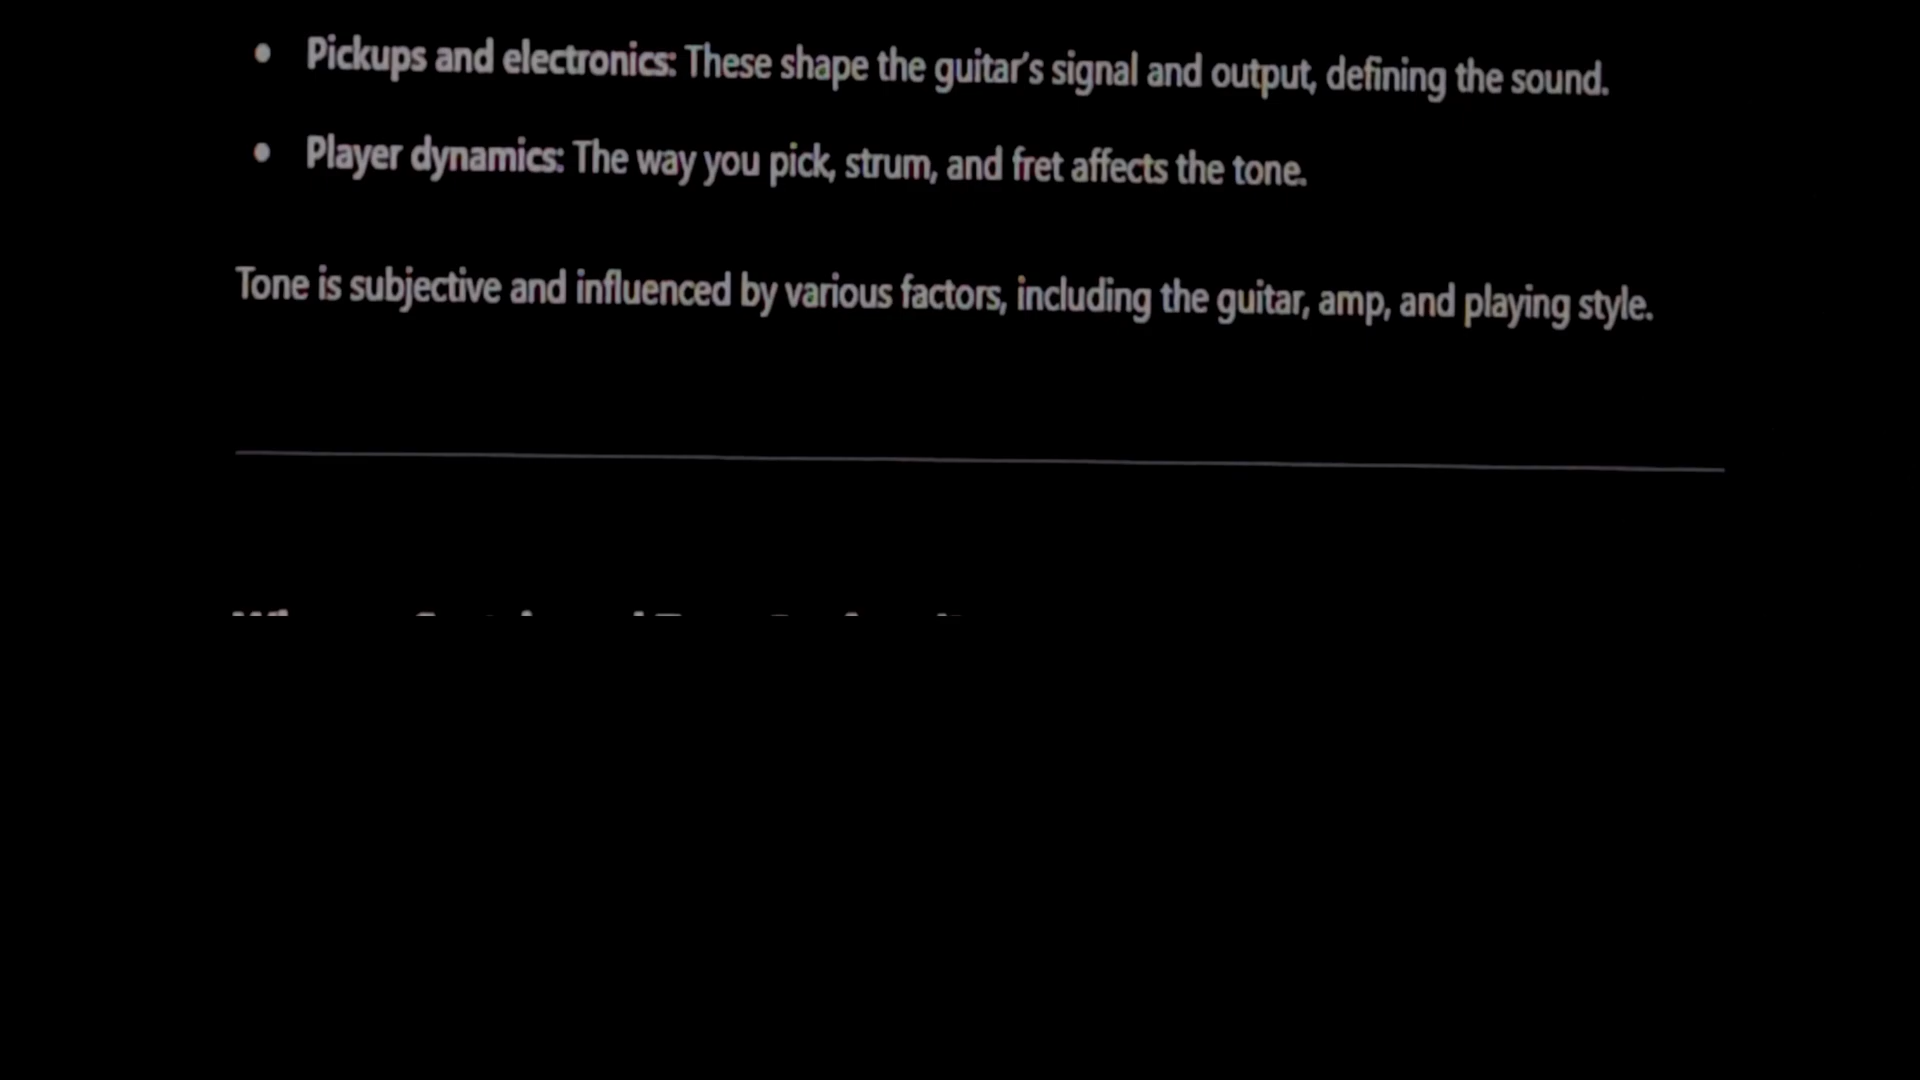 • Pickups and electronics: These shape the guitar’s signal and output, defining the sound.
• Player dynamics: The way you pick, strum, and fret affects the tone.
Tone is subjective and influenced by various factors, including the guitar, amp, and playing style.